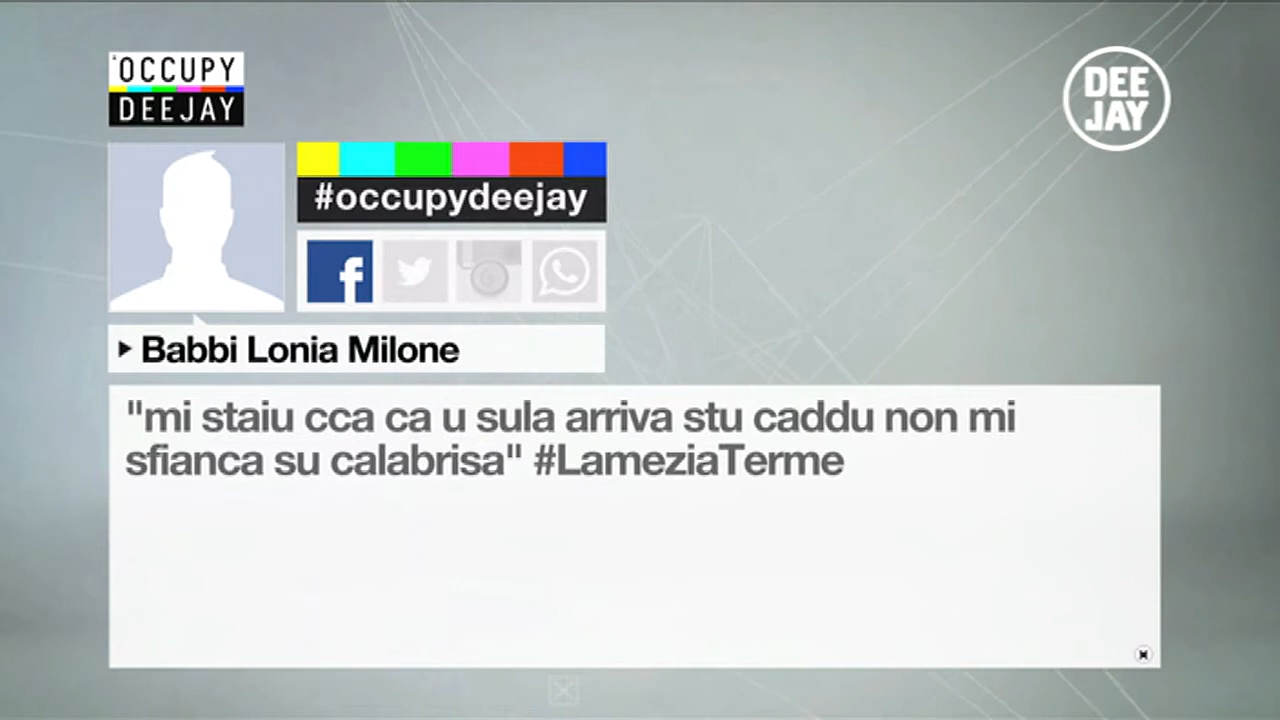 OCCUPY
DEEJAY
DEE
JAY
#occupydeejay
f
Babbi Lonia Milone
"mi staiu cca ca u sula arriva stu caddu non mi
sfianca su calabrisa" #LameziaTerme